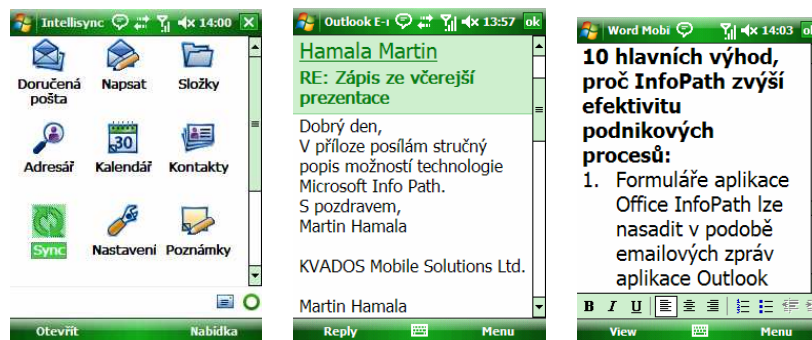 Intellisync 14:00
Doručená pošta
Napsat
Složky
Adresář
30
Kalendář
Kontakty
Sync
Nastavení
Poznámky
Otevřít Nabídka
Outlook E-r 13:57 ok
Hamala Martin
RE: Zápis ze včerejší
prezentace
Dobrý den,
V příloze posílám stručný
popis možností technologie
Microsoft Info Path.
S pozdravem,
Martin Hamala
KVADOS Mobile Solutions Ltd.
Martin Hamala
Reply Menu
Word Mobi 14:03 ok
10 hlavních výhod,
proč InfoPath zvýší
efektivitu
podnikových
procesů:
1. Formuláře aplikace
Office InfoPath lze
nasadit v podobě
emailových zpráv
aplikace Outlook
B I U
View Menu